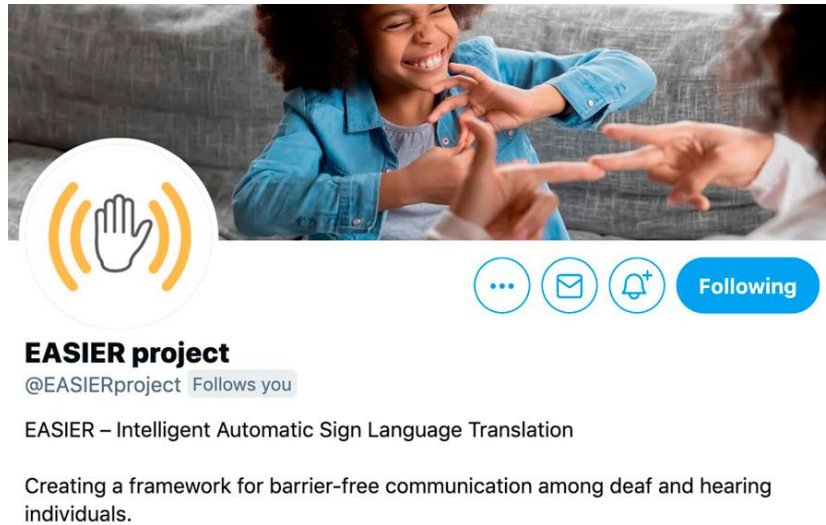 Following
EASIER project
@EASIERproject Follows you
EASIER – Intelligent Automatic Sign Language Translation
Creating a framework for barrier-free communication among deaf and hearing
individuals.